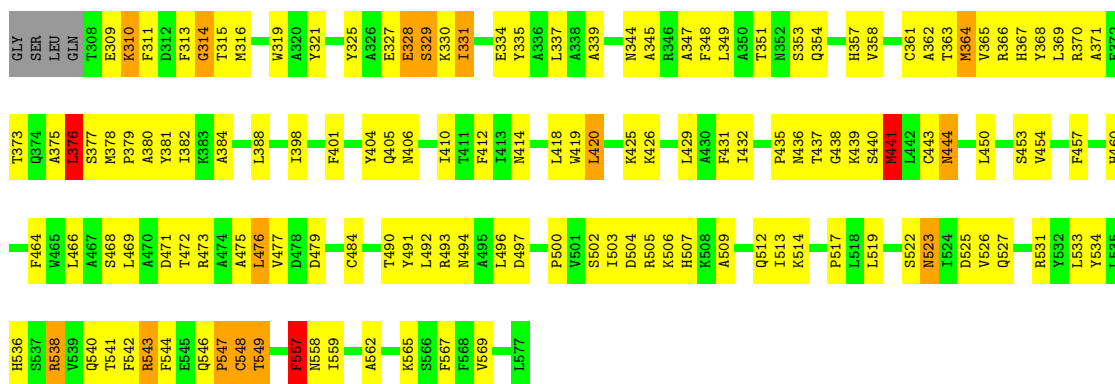 GLY SER LEU GLN T308 E309 K310 F311 D312 F313 G314 T315 M316 W319 A320 Y321 Y325 A326 E327 E328 S329 K330 I331 E334 Y335 A336 L337 A338 A339 N344 A345 R346 A347 F348 L349 A350 T351 N352 S353 Q354 H357 V358 C361 A362 T363 M364 V365 R366 H367 Y368 L369 R370 A371
T373 Q374 A375 L376 S377 M378 P379 A380 Y381 I382 K383 A384 L388 I398 F401 Y404 Q405 N406 I410 T411 F412 I413 N414 L418 W419 L420 K425 K426 L429 A430 F431 I432 P435 N436 T437 G438 K439 S440 M441 L442 C443 N444 L450 S453 V454 F457
F464 W465 L466 A467 S468 L469 A470 D471 T472 R473 A474 A475 L476 V477 D478 D479 C484 T490 Y491 L492 R493 N494 A495 L496 D497 P500 V501 S502 I503 D504 R505 K506 H507 K508 A509 Q512 I513 K514 P517 L518 L519 S522 N523 I524 D525 V526 Q527 R531 Y532 L533 Y534
H536 S537 R538 V539 Q540 T541 F542 R543 F544 E545 Q546 P547 C548 T549 F557 N558 I559 A562 K565 S566 F567 F568 V569 L577